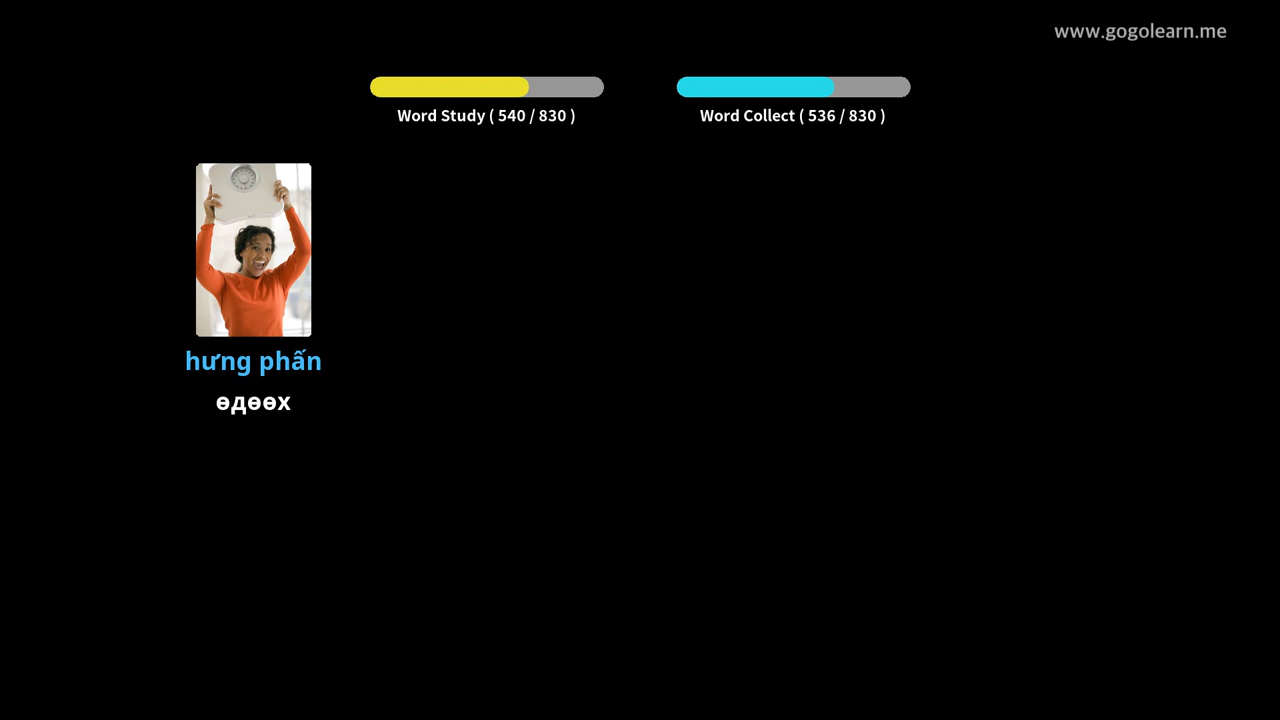 www.gogolearn.me
Word Study ( 540 / 830 )
Word Collect ( 536 / 830 )
hưng phấn
өдөөх